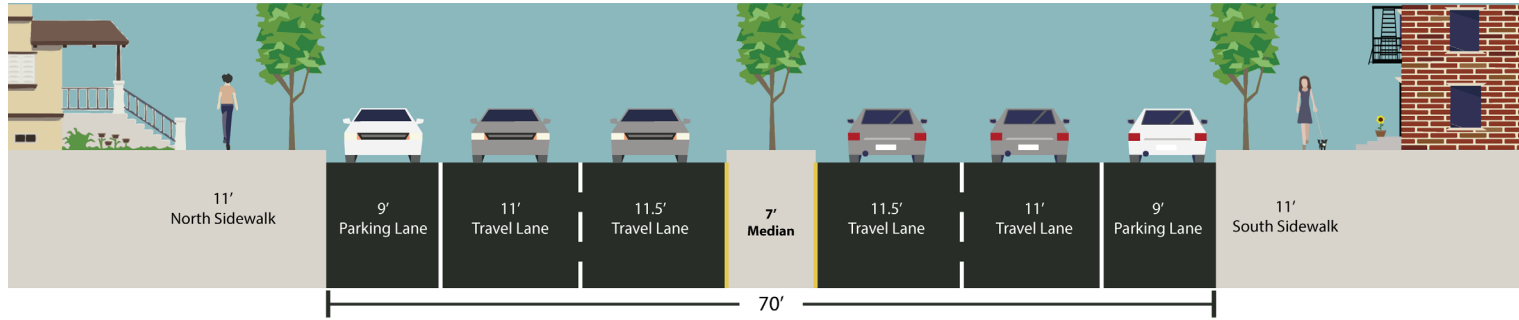 11’
North Sidewalk
9’
Parking Lane
11’
Travel Lane
11.5’
Travel Lane
7’
Median
11.5’
Travel Lane
11’
Travel Lane
9’
Parking Lane
11’
South Sidewalk
70’